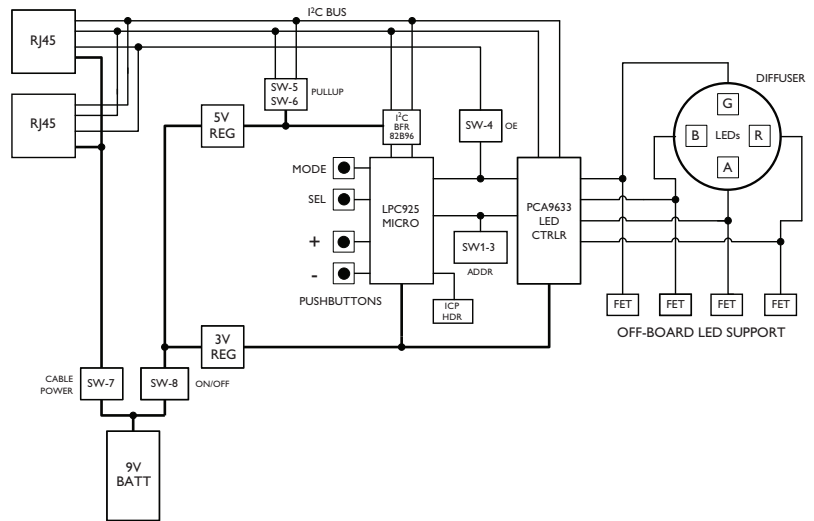 I²C BUS
RJ45
RJ45
SW-5
SW-6
PULLUP
5V
REG
I²C
BFR
82B96
SW-4
OE
DIFFUSER
G
B
LEDs
R
A
MODE
SEL
+
-
PUSHBUTTONS
LPC925
MICRO
PCA9633
LED
CTRLR
SW1-3
ADDR
ICP
HDR
FET
FET
FET
FET
OFF-BOARD LED SUPPORT
3V
REG
CABLE
POWER
SW-7
SW-8
ON/OFF
9V
BATT